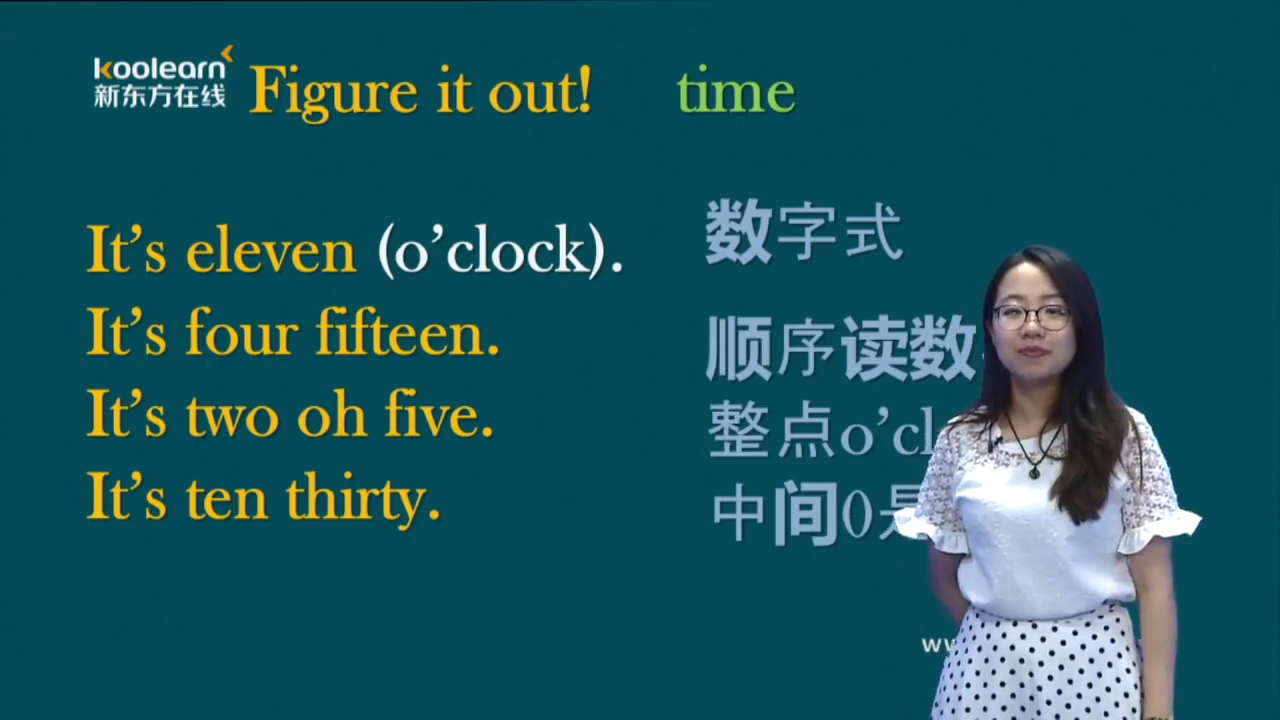 koolearn
新东方在线
Figure it out! time
It's eleven (o'clock).
It's four fifteen.
It's two oh five.
It's ten thirty.
数字式
顺序读数
整点o'cl
中间0是